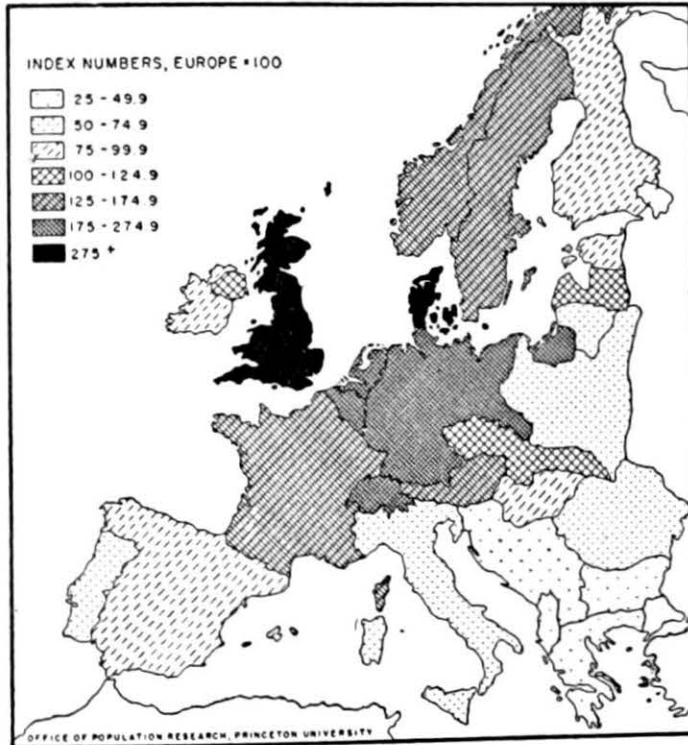 INDEX NUMBERS, EUROPE = 100
25 - 49.9
50 - 74.9
75 - 99.9
100 - 124.9
125 - 174.9
175 - 274.9
275 +
OFFICE OF POPULATION RESEARCH, PRINCETON UNIVERSITY